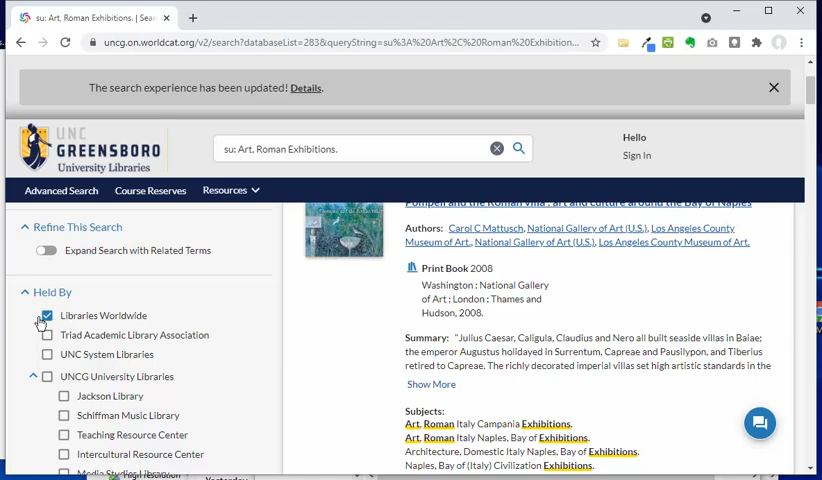 su: Art, Roman Exhibitions. | Sea
uncg.on.worldcat.org/v2/search?databaseList=283&queryString=su%3A%20Art%2C%20Roman%20Exhibition...
The search experience has been updated! Details.
UNC
GREENSBORO
University Libraries
su: Art, Roman Exhibitions.
Hello
Sign In
Advanced Search Course Reserves Resources
Refine This Search
Expand Search with Related Terms
Held By
Libraries Worldwide
Triad Academic Library Association
UNC System Libraries
UNCG University Libraries
Jackson Library
Schiffman Music Library
Teaching Resource Center
Intercultural Resource Center
Media Studies Library
Pompeii and the Roman villa : art and culture around the Bay of Naples
Authors: Carol C Mattusch, National Gallery of Art (U.S.), Los Angeles County
Museum of Art., National Gallery of Art (U.S.), Los Angeles County Museum of Art.
Print Book 2008
Washington : National Gallery
of Art ; London : Thames and
Hudson, 2008.
Summary: "Julius Caesar, Caligula, Claudius and Nero all built seaside villas in Baiae;
the emperor Augustus holidayed in Surrentum, Capreae and Pausilypon, and Tiberius
retired to Capreae. The richly decorated imperial villas set high artistic standards in the
Show More
Subjects:
Art, Roman Italy Campania Exhibitions.
Art, Roman Italy Naples, Bay of Exhibitions.
Architecture, Domestic Italy Naples, Bay of Exhibitions.
Naples, Bay of (Italy) Civilization Exhibitions.
High resolution
Yesterday